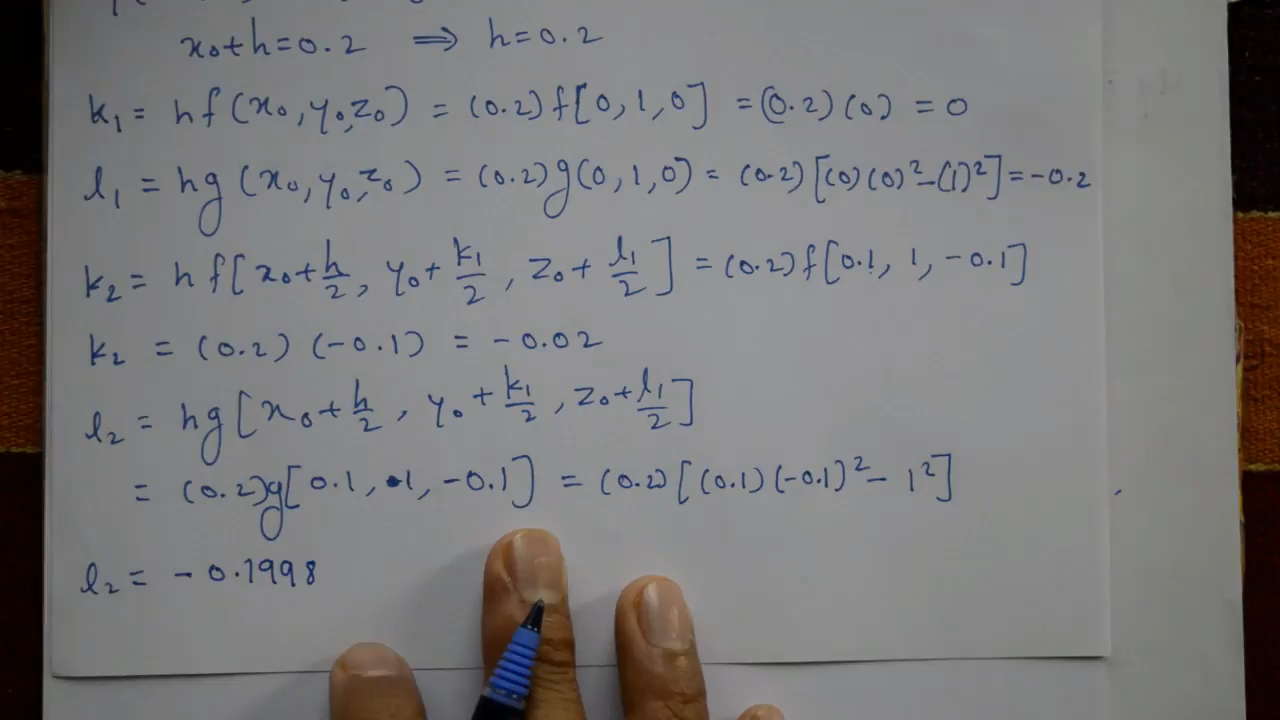 x₀+h=0.2 ⟹ h=0.2
k₁ = hf(x₀,y₀,z₀) = (0.2) f[0,1,0] = (0.2)(0) = 0
l₁ = hg(x₀,y₀,z₀) = (0.2)g(0,1,0) = (0.2)[(0)(0)²-(1)²]=-0.2
k₂ = hf[x₀+h/2, y₀+k₁/2, z₀+l₁/2] = (0.2)f[0.1, 1, -0.1]
k₂ = (0.2)(-0.1) = -0.02
l₂ = hg[x₀+h/2, y₀+k₁/2, z₀+l₁/2]
= (0.2)g[0.1, 1, -0.1] = (0.2)[(0.1)(-0.1)²- 1²]
l₂ = -0.1998